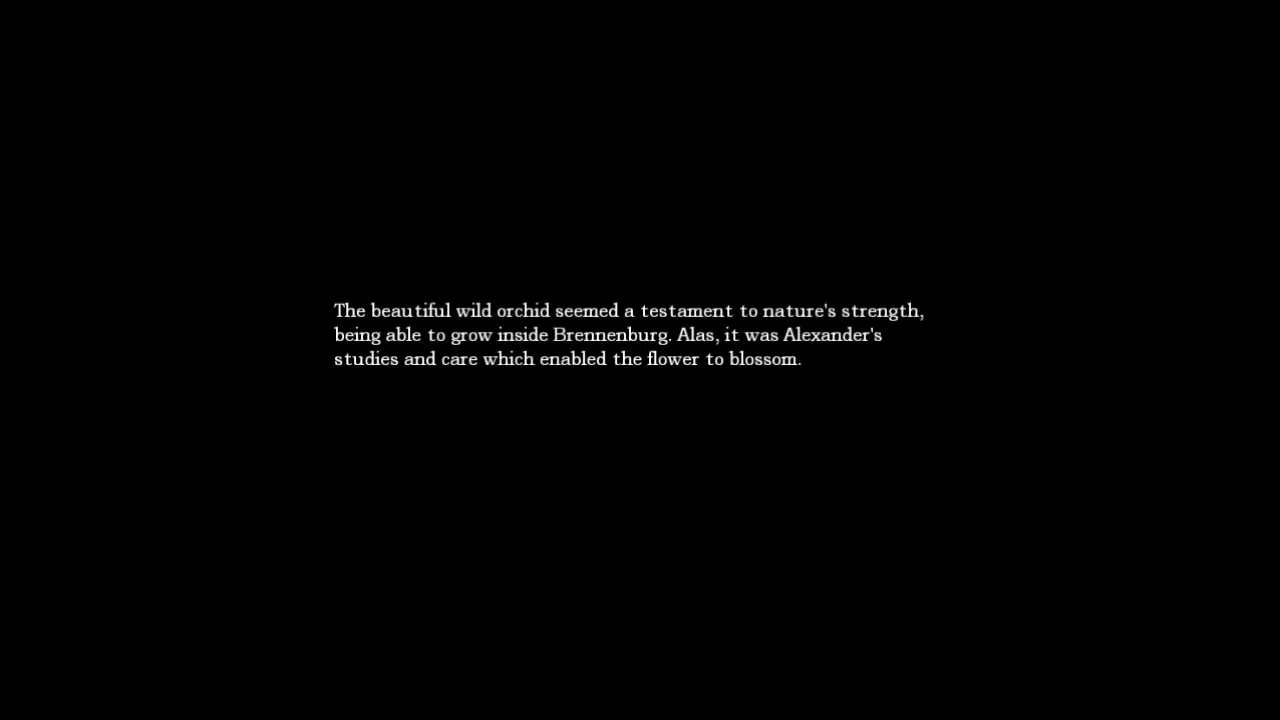 The beautiful wild orchid seemed a testament to nature's strength,
being able to grow inside Brennenburg. Alas, it was Alexander's
studies and care which enabled the flower to blossom.